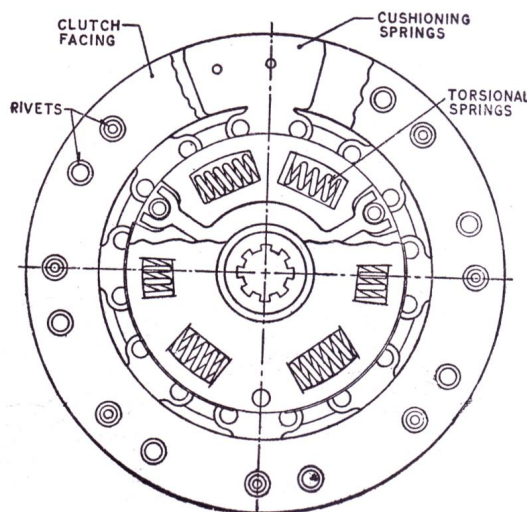 CLUTCH
FACING
CUSHIONING
SPRINGS
RIVETS
TORSIONAL
SPRINGS